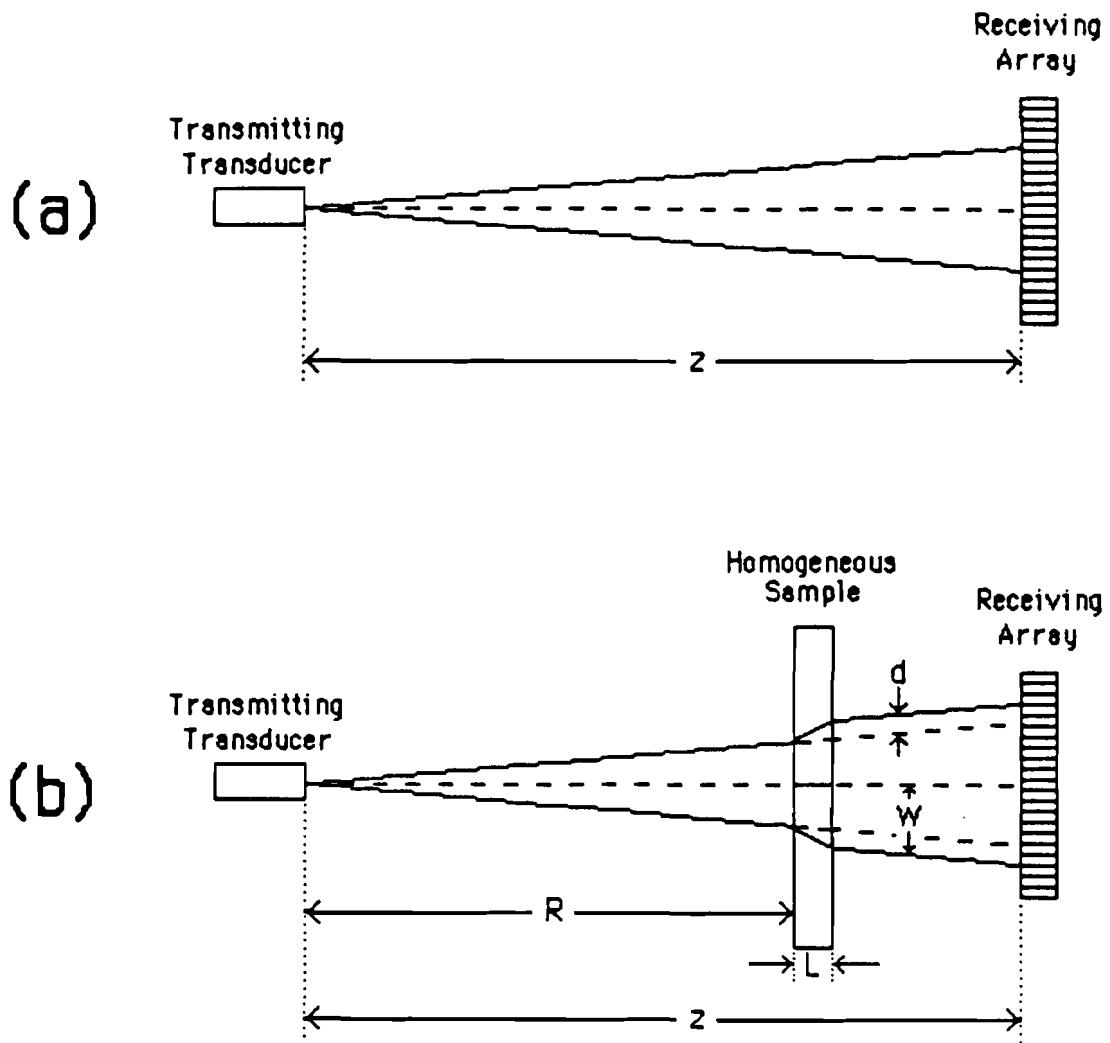 Receiving
Array
Transmitting
Transducer
(a)
z
Homogeneous
Sample
Receiving
Array
d
Transmitting
Transducer
(b)
W
R
L
z